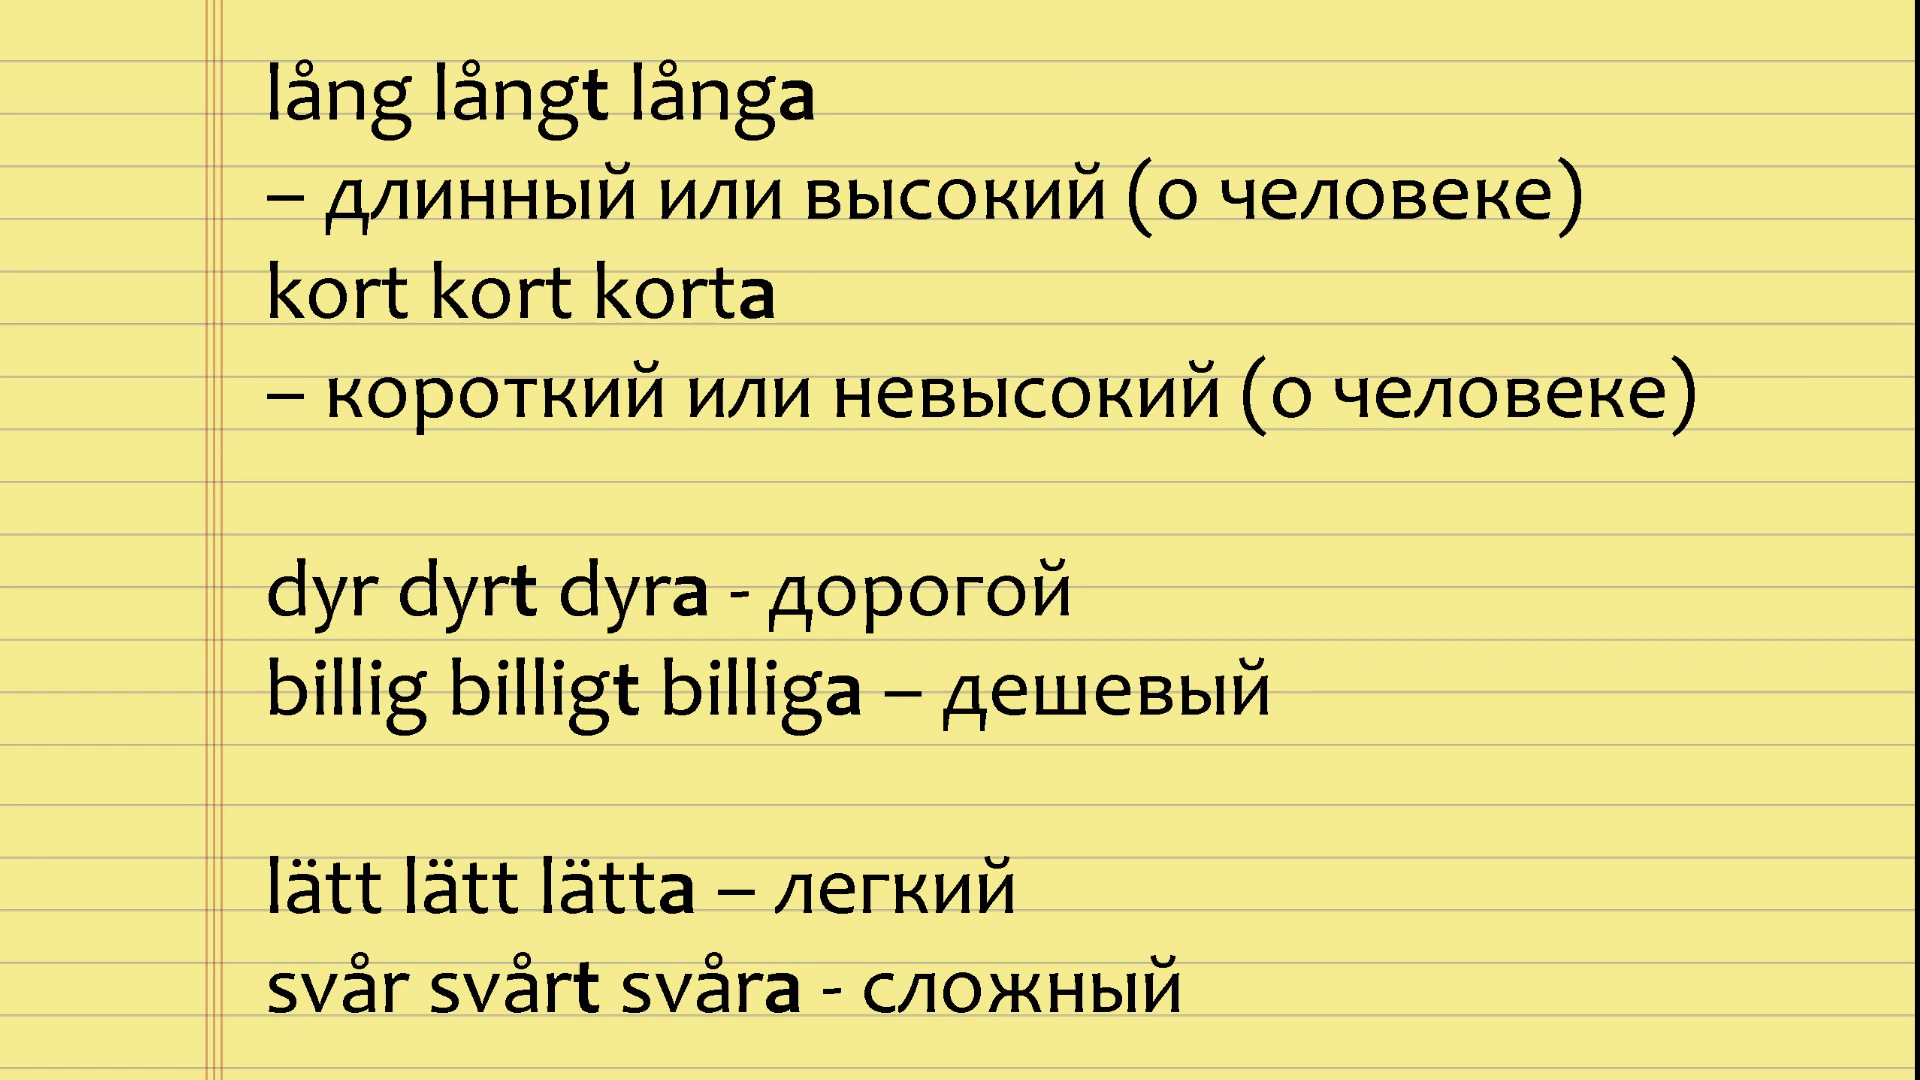 lång långt långa
– длинный или высокий (о человеке)
kort kort korta
– короткий или невысокий (о человеке)
dyr dyrt dyra - дорогой
billig billigt billiga – дешевый
lätt lätt lätta – легкий
svår svårt svåra - сложный